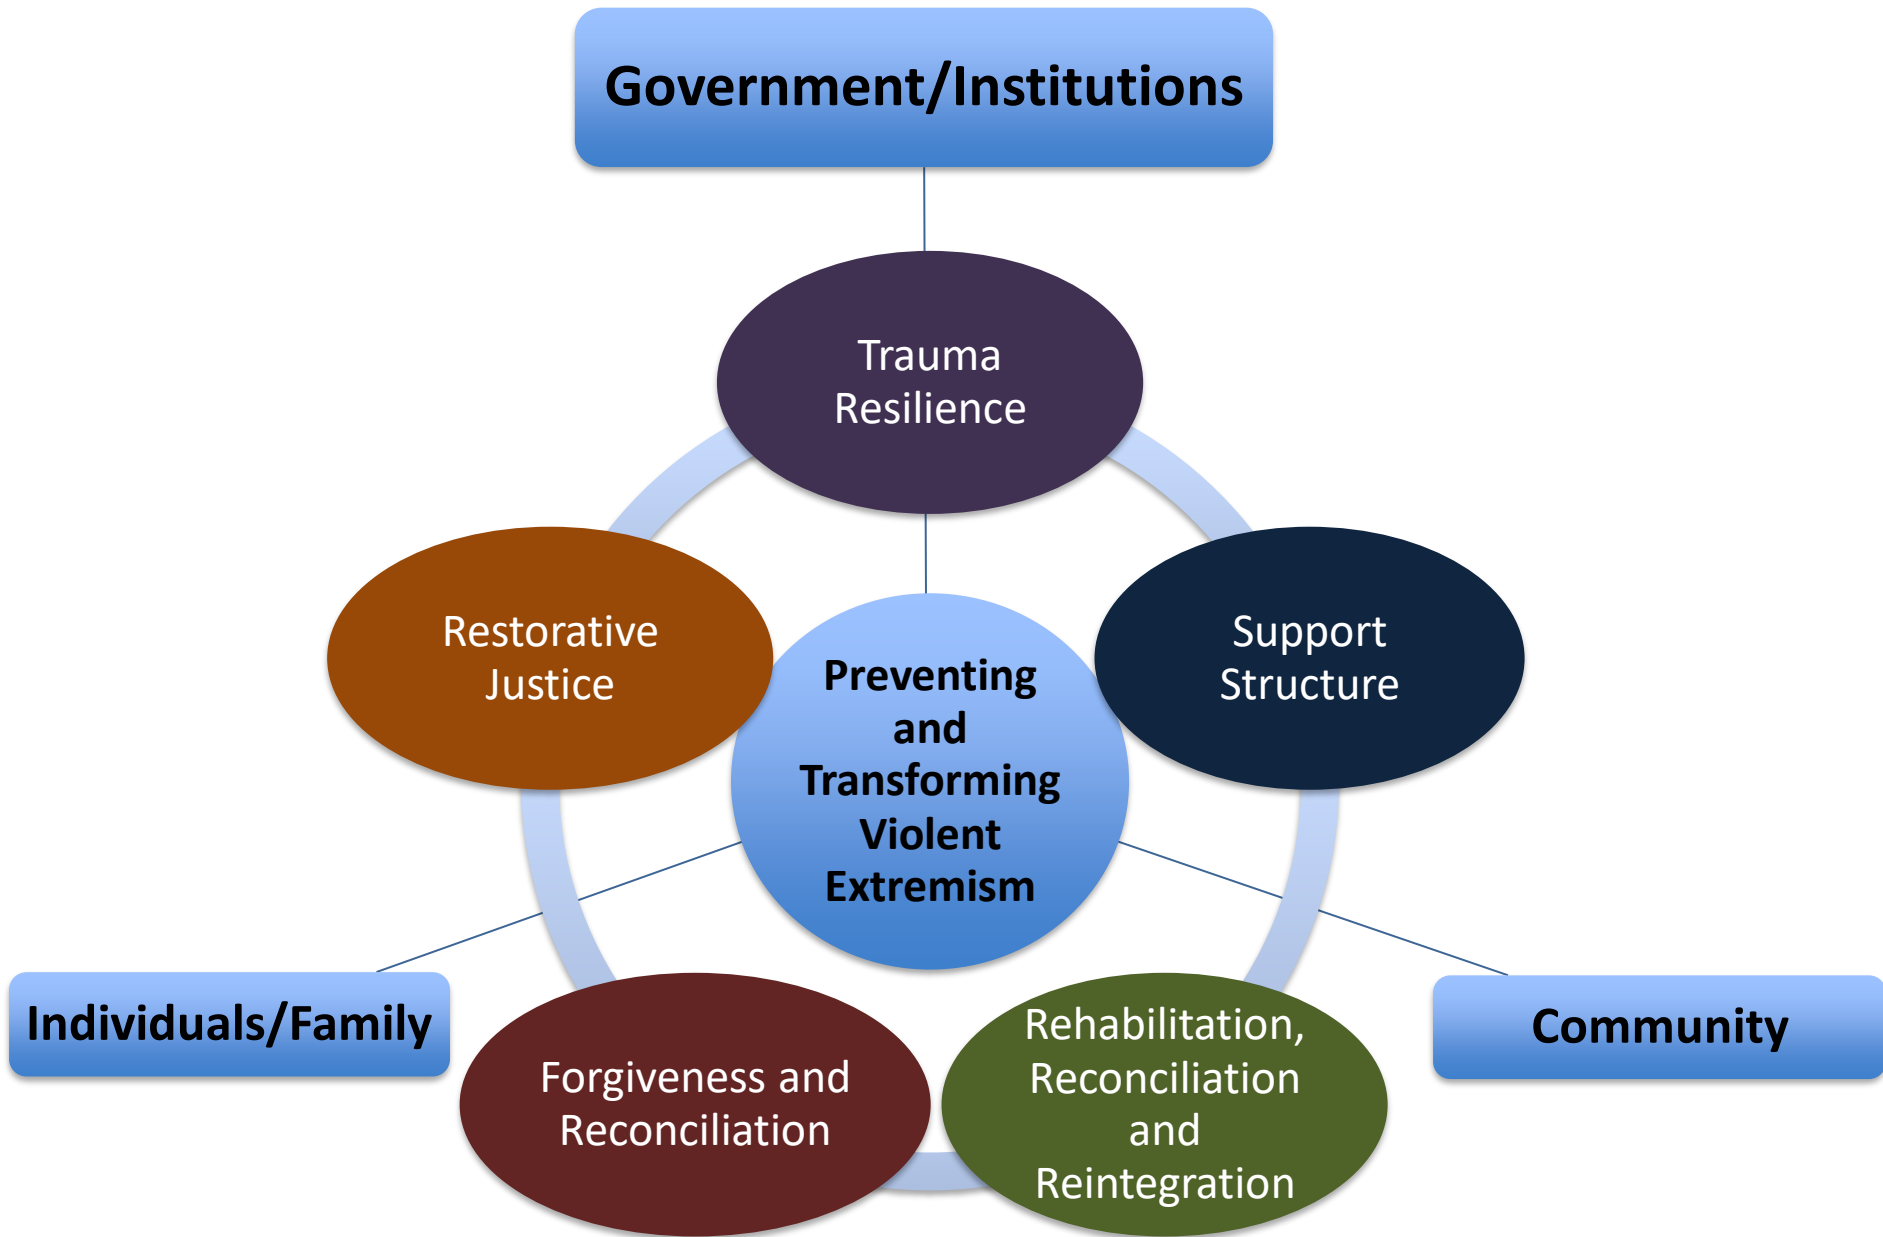 Government/Institutions
Trauma
Resilience
Restorative
Justice
Support
Structure
Preventing
and
Transforming
Violent
Extremism
Individuals/Family
Community
Forgiveness and
Reconciliation
Rehabilitation,
Reconciliation
and
Reintegration